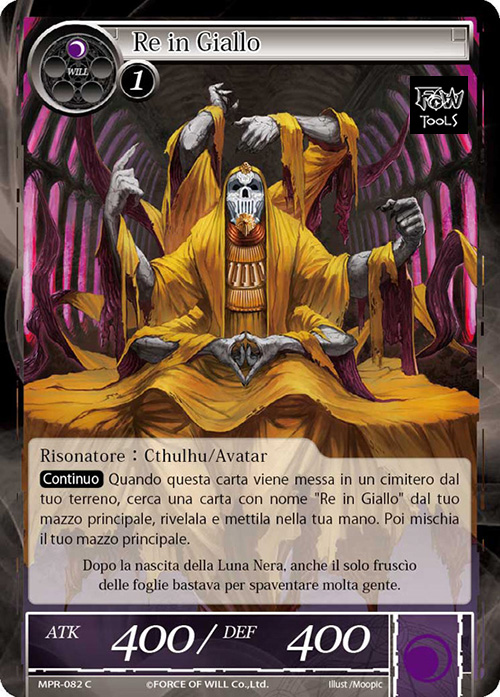 Re in Giallo
WILL
1
FOW
TOOLS
Risonatore : Cthulhu/Avatar
Continuo Quando questa carta viene messa in un cimitero dal
tuo terreno, cerca una carta con nome "Re in Giallo" dal tuo
mazzo principale, rivelala e mettila nella tua mano. Poi mischia
il tuo mazzo principale.
Dopo la nascita della Luna Nera, anche il solo fruscìo
delle foglie bastava per spaventare molta gente.
ATK 400 / DEF 400
MPR-082 C ©FORCE OF WILL Co.,Ltd. Illust /Moopic